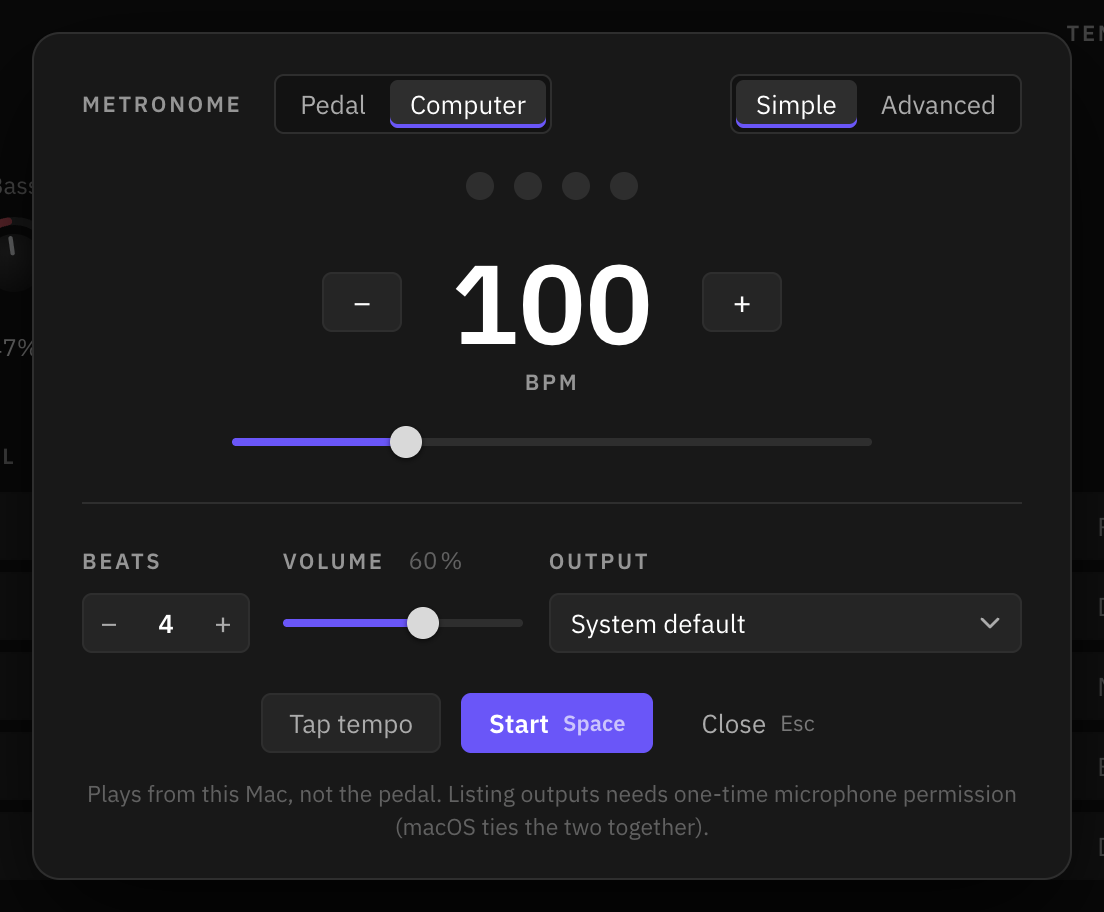 METRONOME Pedal Computer Simple Advanced
− 100 +
BPM
BEATS VOLUME 60% OUTPUT
− 4 + System default
Tap tempo Start Space Close Esc
Plays from this Mac, not the pedal. Listing outputs needs one-time microphone permission
(macOS ties the two together).